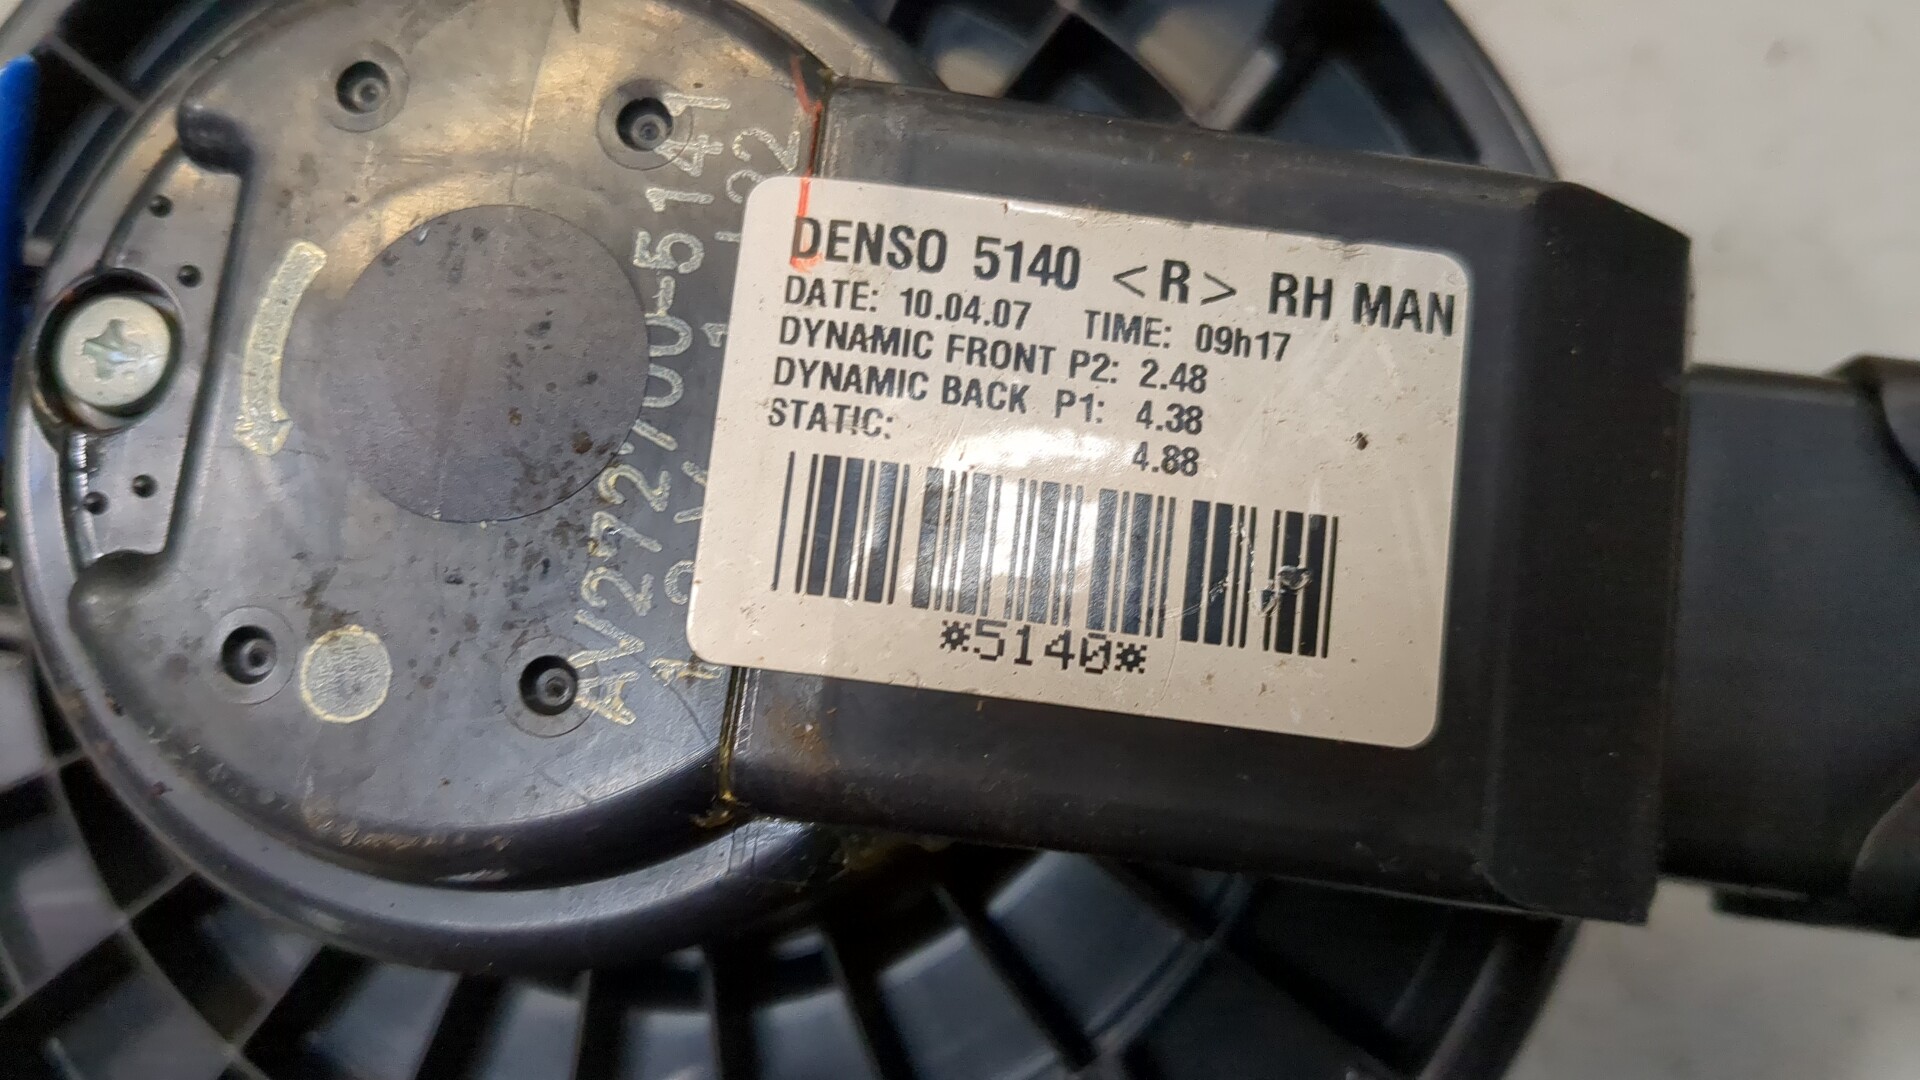 DENSO 5140 <R> RH MAN
DATE: 10.04.07 TIME: 09h17
DYNAMIC FRONT P2: 2.48
DYNAMIC BACK P1: 4.38
STATIC: 4.88
*5140*
AV272700-5141